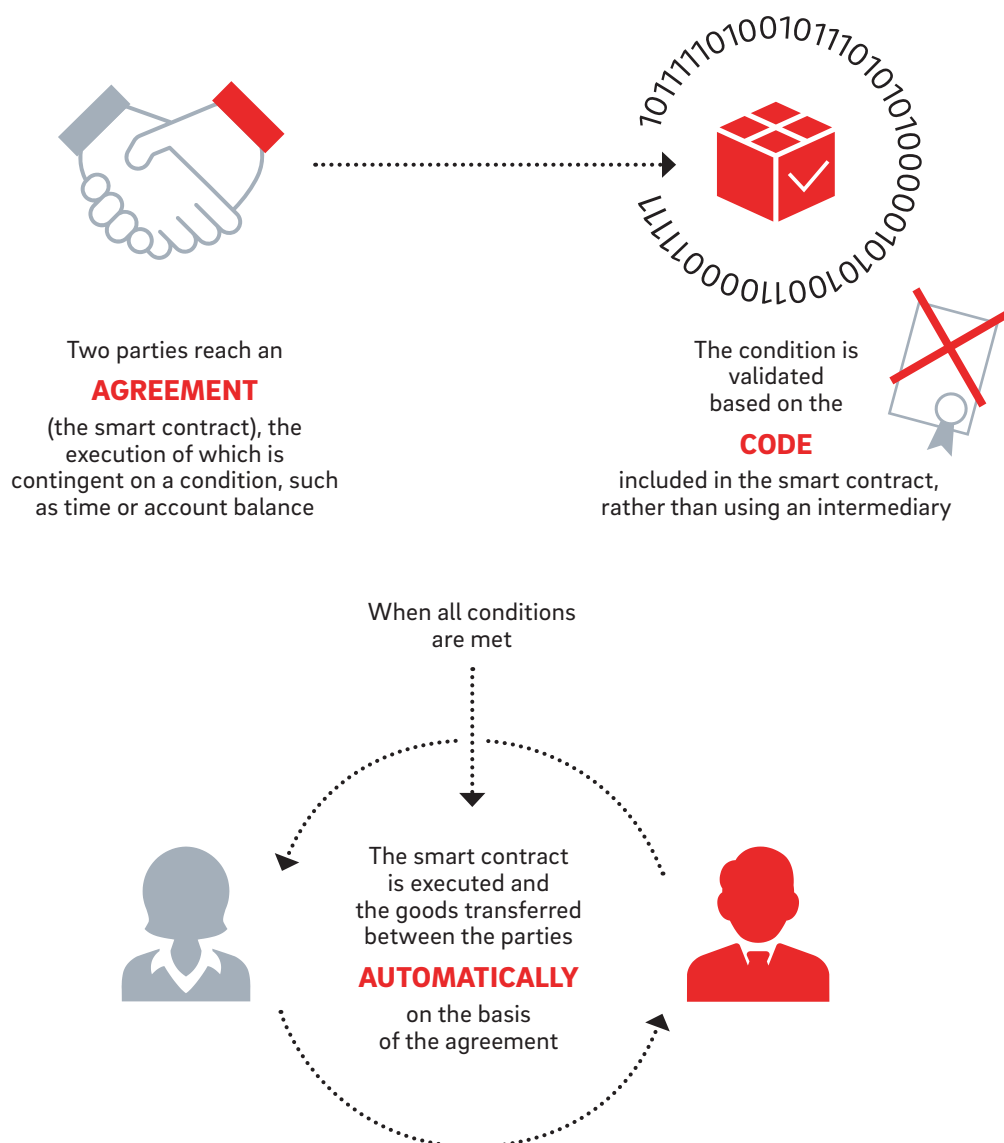 Two parties reach an
AGREEMENT
(the smart contract), the
execution of which is
contingent on a condition, such
as time or account balance
The condition is
validated
based on the
CODE
included in the smart contract,
rather than using an intermediary
When all conditions
are met
The smart contract
is executed and
the goods transferred
between the parties
AUTOMATICALLY
on the basis
of the agreement